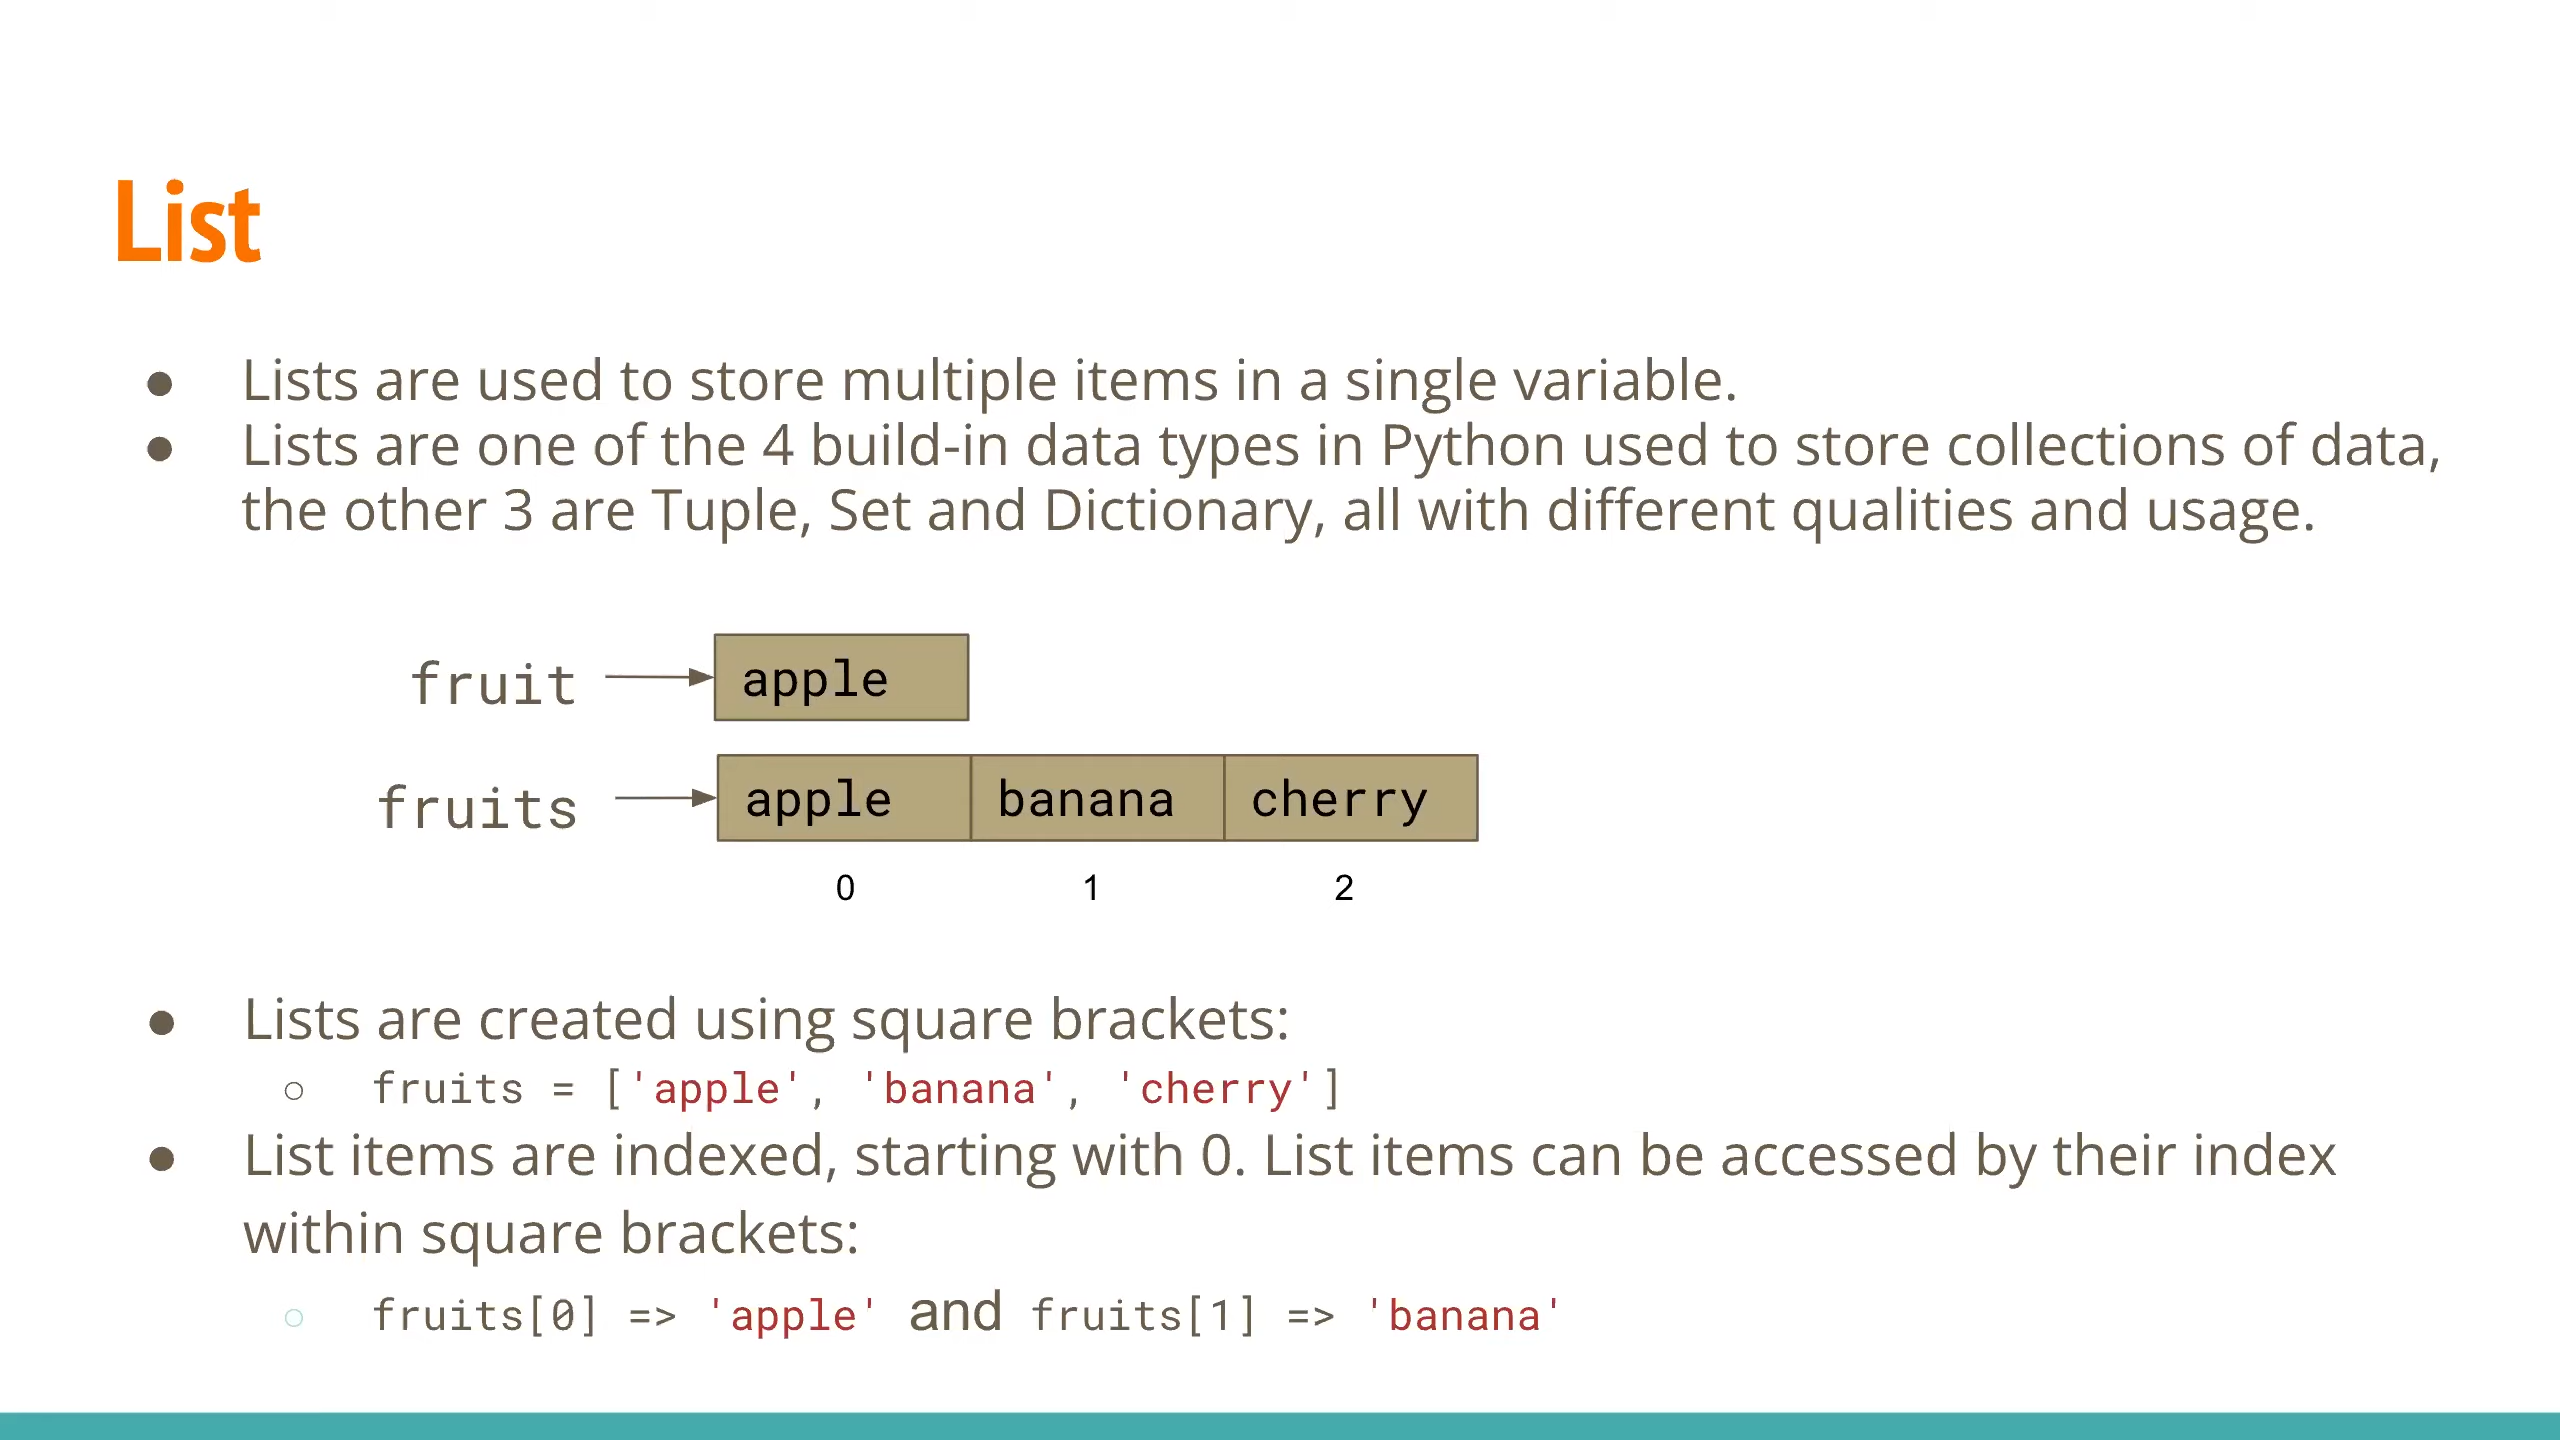 List
● Lists are used to store multiple items in a single variable.
● Lists are one of the 4 build-in data types in Python used to store collections of data,
the other 3 are Tuple, Set and Dictionary, all with different qualities and usage.
fruit apple
fruits apple banana cherry
0 1 2
● Lists are created using square brackets:
○ fruits = ['apple', 'banana', 'cherry']
● List items are indexed, starting with 0. List items can be accessed by their index
within square brackets:
○ fruits[0] => 'apple' and fruits[1] => 'banana'